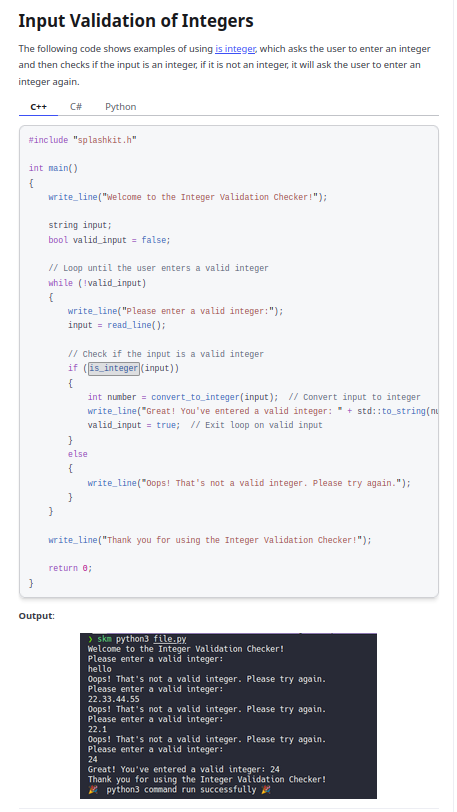 Input Validation of Integers
The following code shows examples of using is integer, which asks the user to enter an integer
and then checks if the input is an integer, if it is not an integer, it will ask the user to enter an
integer again.
C++ C# Python
#include "splashkit.h"
int main()
{
write_line("Welcome to the Integer Validation Checker!");
string input;
bool valid_input = false;
// Loop until the user enters a valid integer
while (!valid_input)
{
write_line("Please enter a valid integer:");
input = read_line();
// Check if the input is a valid integer
if (is_integer(input))
{
int number = convert_to_integer(input);  // Convert input to integer
write_line("Great! You've entered a valid integer: " + std::to_string(nu
valid_input = true;  // Exit loop on valid input
}
else
{
write_line("Oops! That's not a valid integer. Please try again.");
}
}
write_line("Thank you for using the Integer Validation Checker!");
return 0;
}
Output:
❯ skm python3 file.py
Welcome to the Integer Validation Checker!
Please enter a valid integer:
hello
Oops! That's not a valid integer. Please try again.
Please enter a valid integer:
22.33.44.55
Oops! That's not a valid integer. Please try again.
Please enter a valid integer:
22.1
Oops! That's not a valid integer. Please try again.
Please enter a valid integer:
24
Great! You've entered a valid integer: 24
Thank you for using the Integer Validation Checker!
🎉 python3 command run successfully 🎉